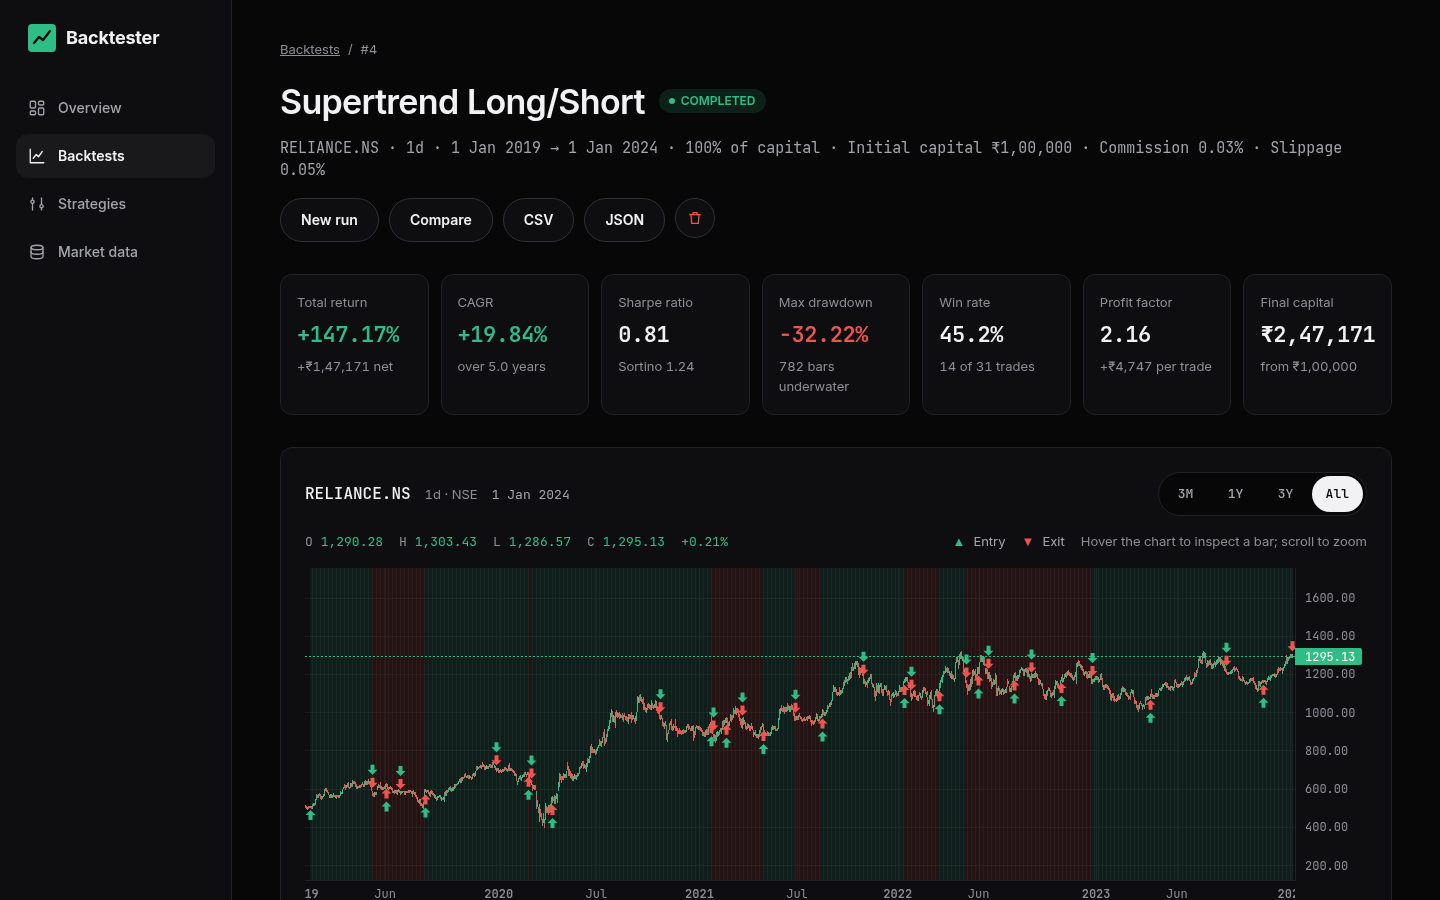 Backtester
Overview
Backtests
Strategies
Market data
Backtests / #4
Supertrend Long/Short
COMPLETED
RELIANCE.NS · 1d · 1 Jan 2019 → 1 Jan 2024 · 100% of capital · Initial capital ₹1,00,000 · Commission 0.03% · Slippage
0.05%
New run
Compare
CSV
JSON
Total return
+147.17%
+₹1,47,171 net
CAGR
+19.84%
over 5.0 years
Sharpe ratio
0.81
Sortino 1.24
Max drawdown
-32.22%
782 bars
underwater
Win rate
45.2%
14 of 31 trades
Profit factor
2.16
+₹4,747 per trade
Final capital
₹2,47,171
from ₹1,00,000
RELIANCE.NS 1d · NSE 1 Jan 2024
3M 1Y 3Y All
O 1,290.28 H 1,303.43 L 1,286.57 C 1,295.13 +0.21%
▲ Entry ▼ Exit Hover the chart to inspect a bar; scroll to zoom
1600.00
1400.00
1295.13
1200.00
1000.00
800.00
600.00
400.00
200.00
19 Jun 2020 Jul 2021 Jul 2022 Jun 2023 Jun 202